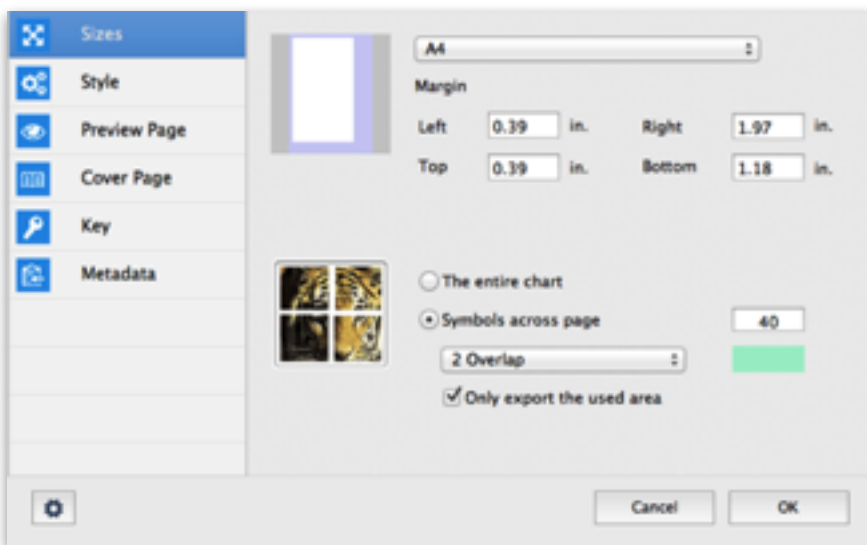 Sizes
Style
Preview Page
Cover Page
Key
Metadata
A4
Margin
Left 0.39 in. Right 1.97 in.
Top 0.39 in. Bottom 1.18 in.
The entire chart
Symbols across page 40
2 Overlap
Only export the used area
Cancel OK